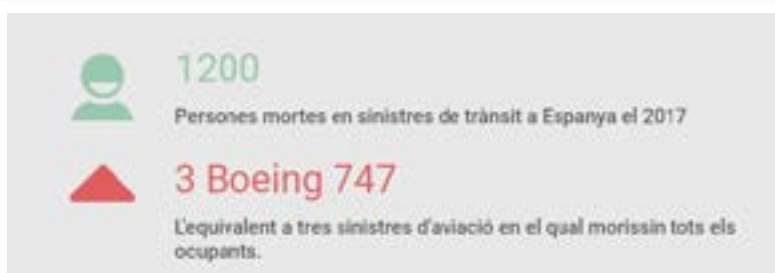 1200
Persones mortes en sinistres de trànsit a Espanya el 2017
3 Boeing 747
L'equivalent a tres sinistres d'aviació en el qual morissin tots els
ocupants.